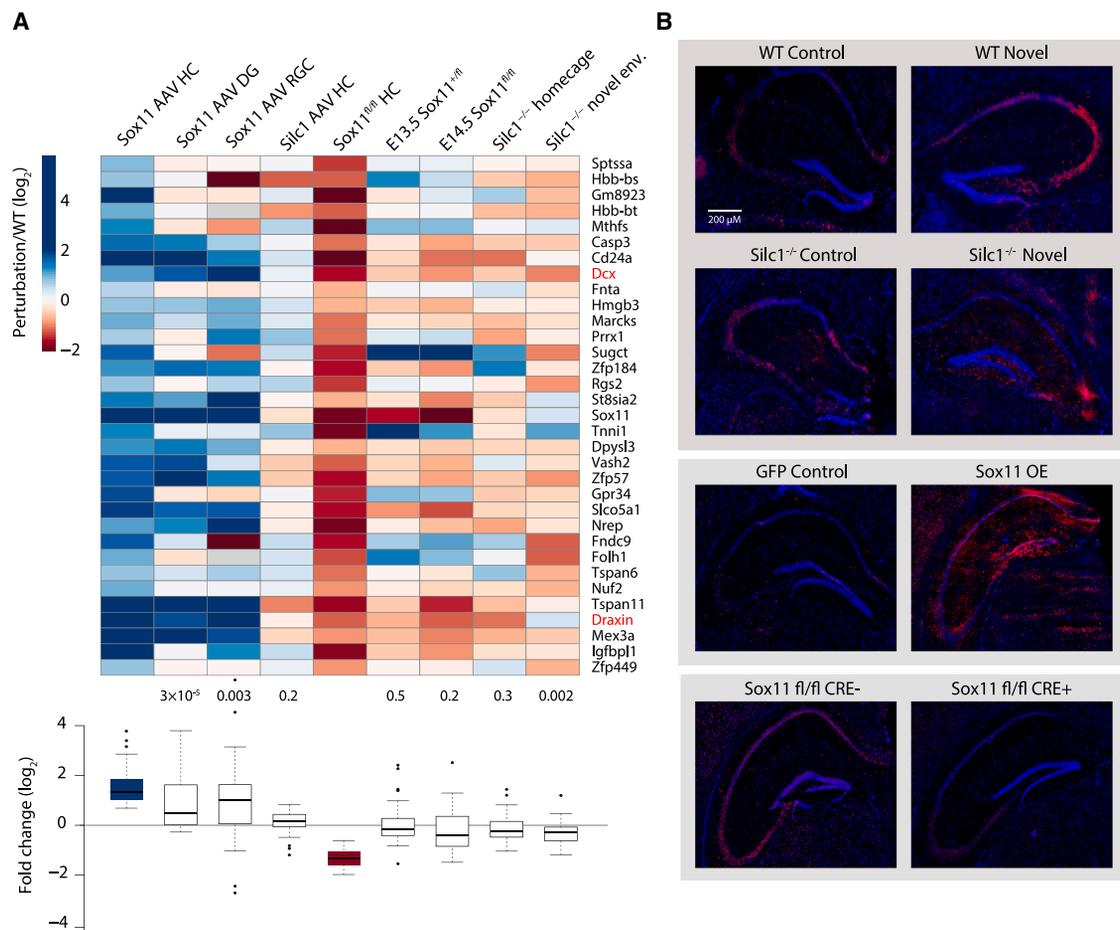 A
Sox11 AAV HC
Sox11 AAV DG
Sox11 AAV RGC
Silc1 AAV HC
Sox11fl/fl HC
E13.5 Sox11+/fl
E14.5 Sox11fl/fl
Silc1−/− homecage
Silc1−/− novel env.
Perturbation/WT (log2)
4
2
0
−2
Sptssa
Hbb-bs
Gm8923
Hbb-bt
Mthfs
Casp3
Cd24a
Dcx
Fnta
Hmgb3
Marcks
Prrx1
Sugct
Zfp184
Rgs2
St8sia2
Sox11
Tnni1
Dpysl3
Vash2
Zfp57
Gpr34
Slco5a1
Nrep
Fndc9
Folh1
Tspan6
Nuf2
Tspan11
Draxin
Mex3a
Igfbpl1
Zfp449
3×10−5 0.003 0.2 0.5 0.2 0.3 0.002
Fold change (log2)
4
2
0
−2
−4
B
WT Control
WT Novel
200 µM
Silc1-/- Control
Silc1-/- Novel
GFP Control
Sox11 OE
Sox11 fl/fl CRE-
Sox11 fl/fl CRE+